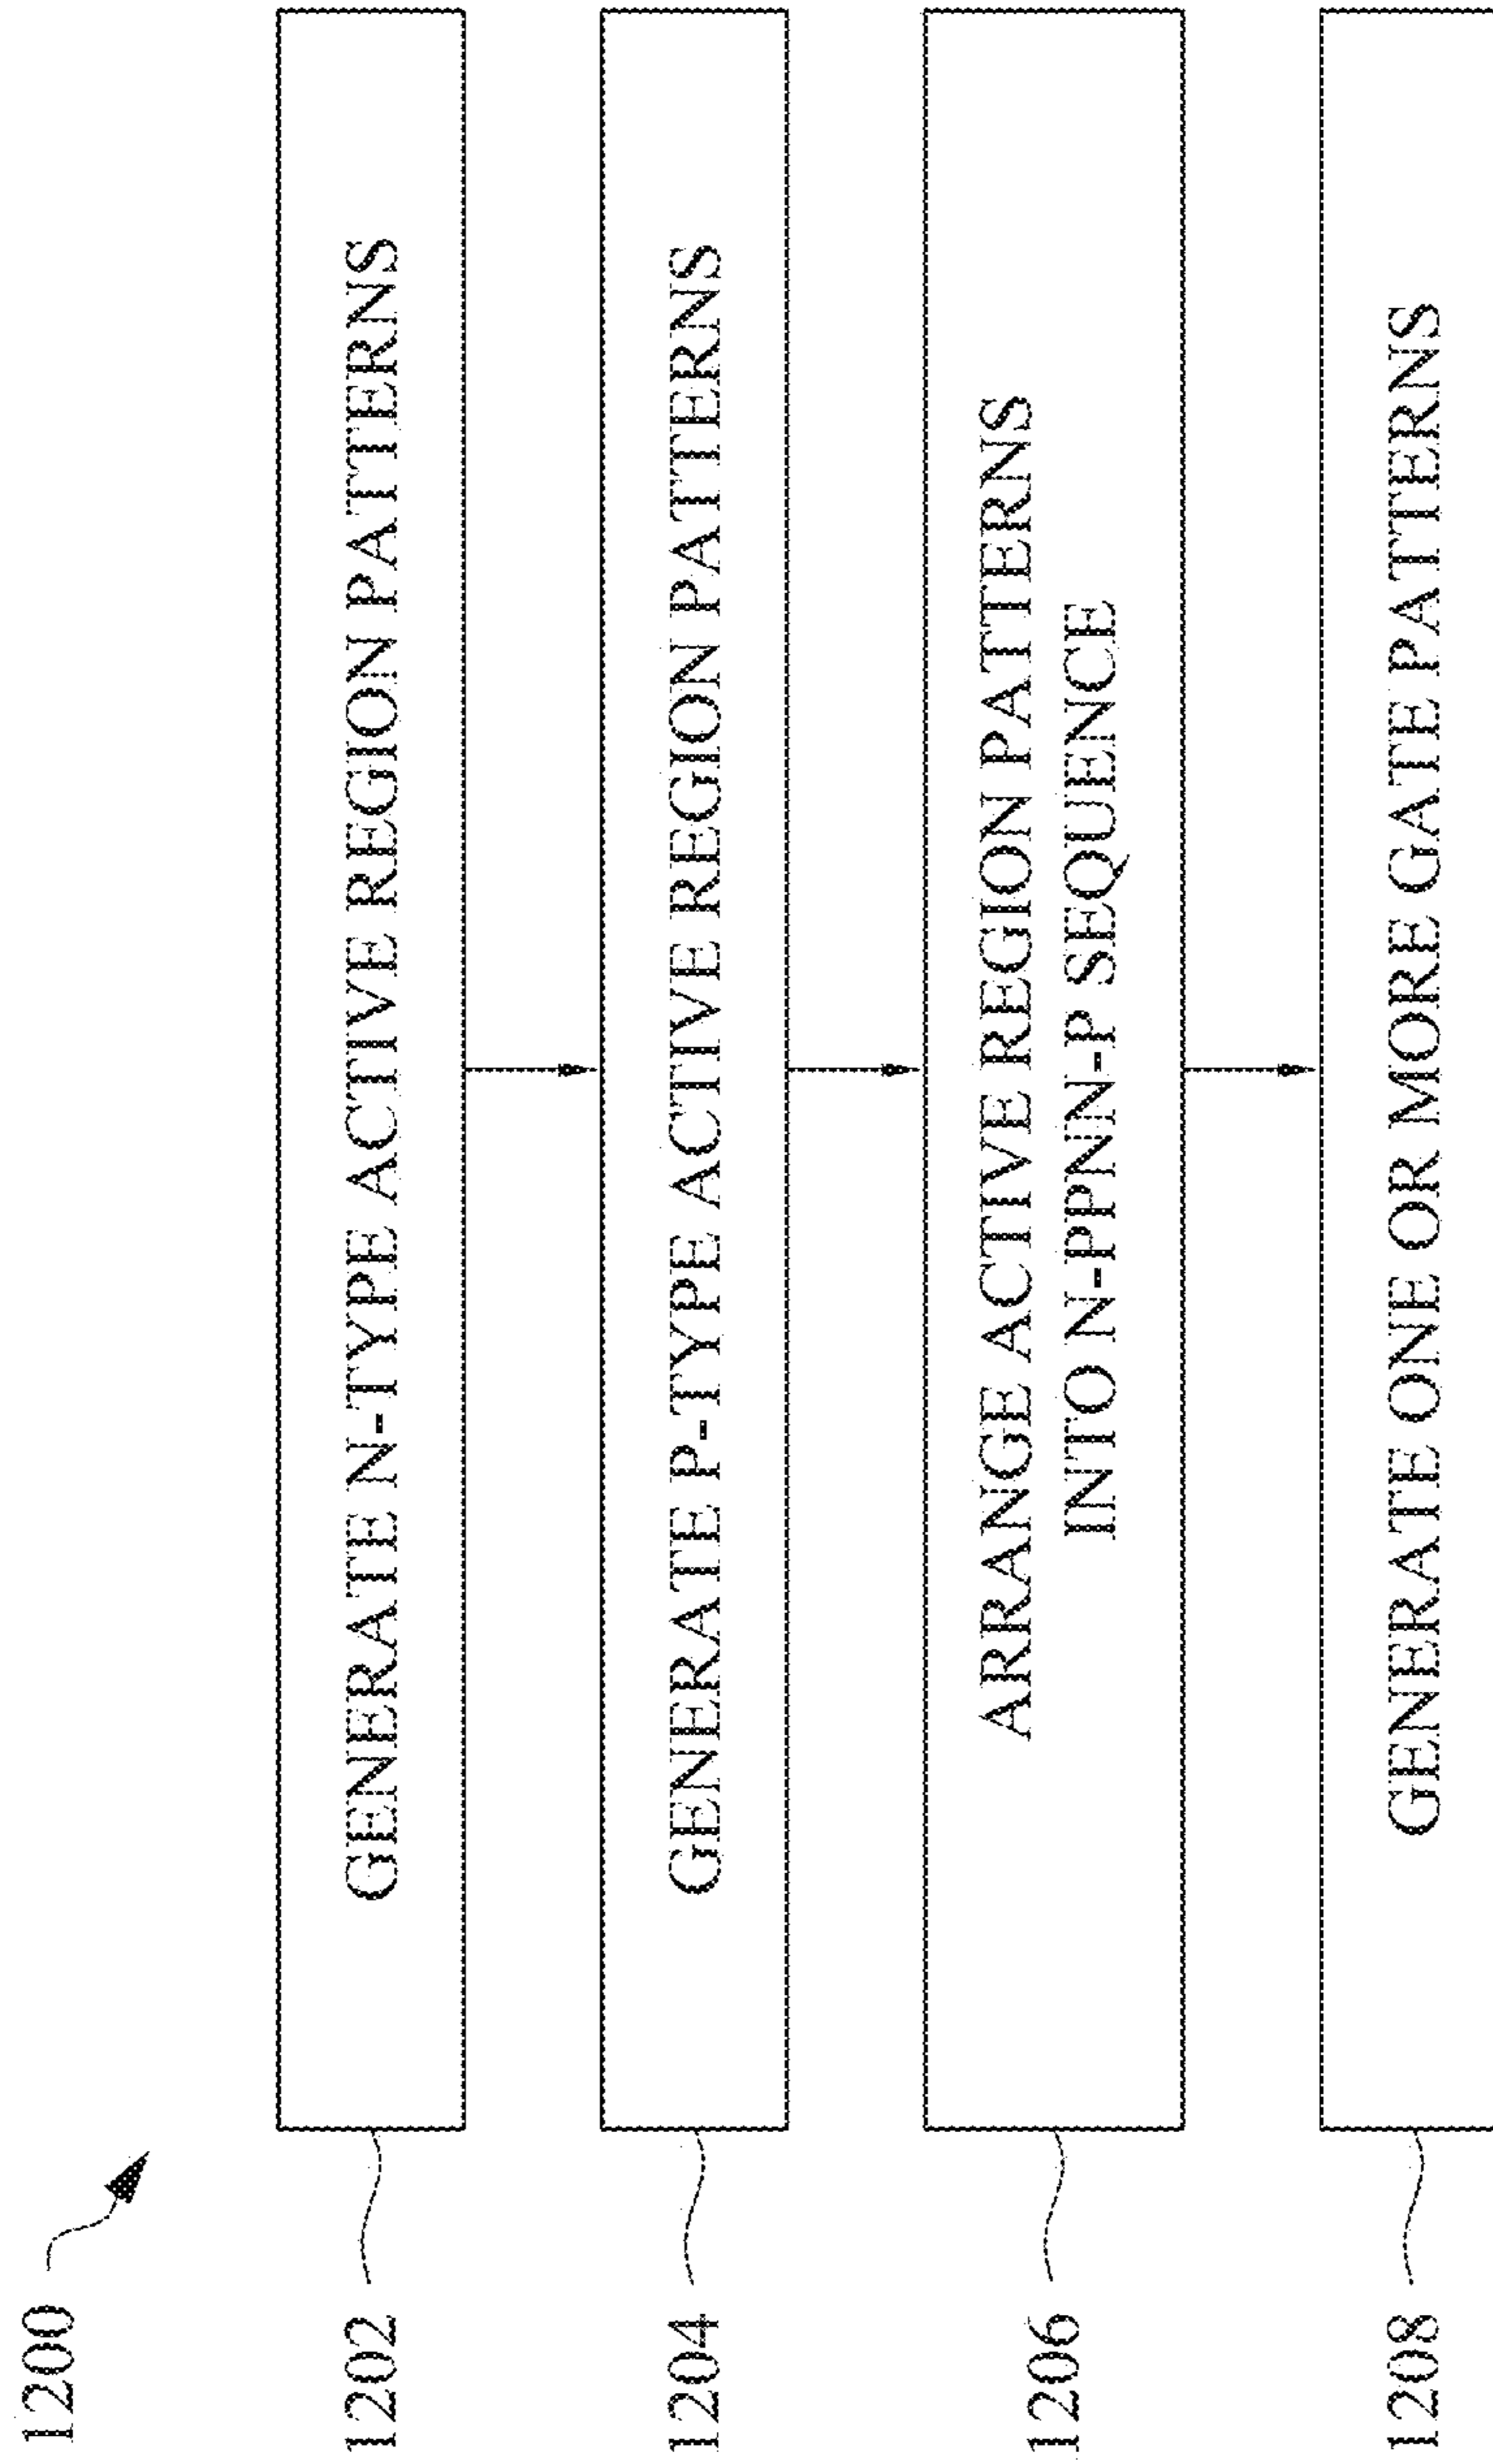 1200
1202
GENERATE N-TYPE ACTIVE REGION PATTERNS
1204
GENERATE P-TYPE ACTIVE REGION PATTERNS
1206
ARRANGE ACTIVE REGION PATTERNS
INTO N-PPNN-P SEQUENCE
1208
GENERATE ONE OR MORE GATE PATTERNS